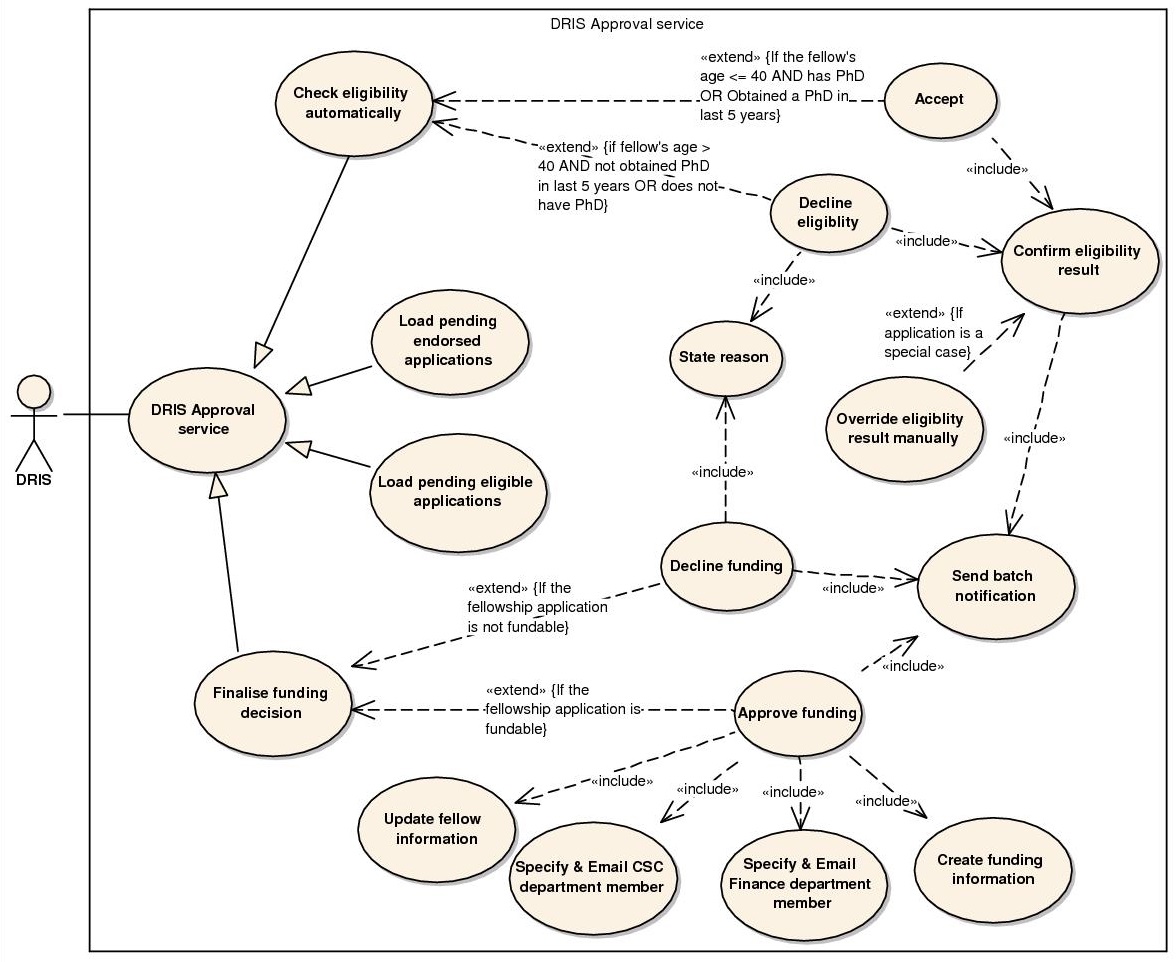 DRIS Approval service
«extend» {If the fellow's
age <= 40 AND has PhD
OR Obtained a PhD in
last 5 years}
Check eligibility
automatically
Accept
«extend» {if fellow's age >
40 AND not obtained PhD
in last 5 years OR does not
have PhD}
«include»
Decline
eligiblity
«include»
Confirm eligibility
result
«include»
«extend» {If
application is a
special case}
Load pending
endorsed
applications
State reason
DRIS Approval
service
Override eligiblity
result manually
«include»
DRIS
Load pending eligible
applications
«include»
Decline funding
Send batch
notification
«include»
«extend» {If the
fellowship application
is not fundable}
«include»
Finalise funding
decision
«extend» {If the
fellowship application is
fundable}
Approve funding
«include»
«include»
«include»
«include»
Update fellow
information
Specify & Email CSC
department member
Specify & Email
Finance department
member
Create funding
information